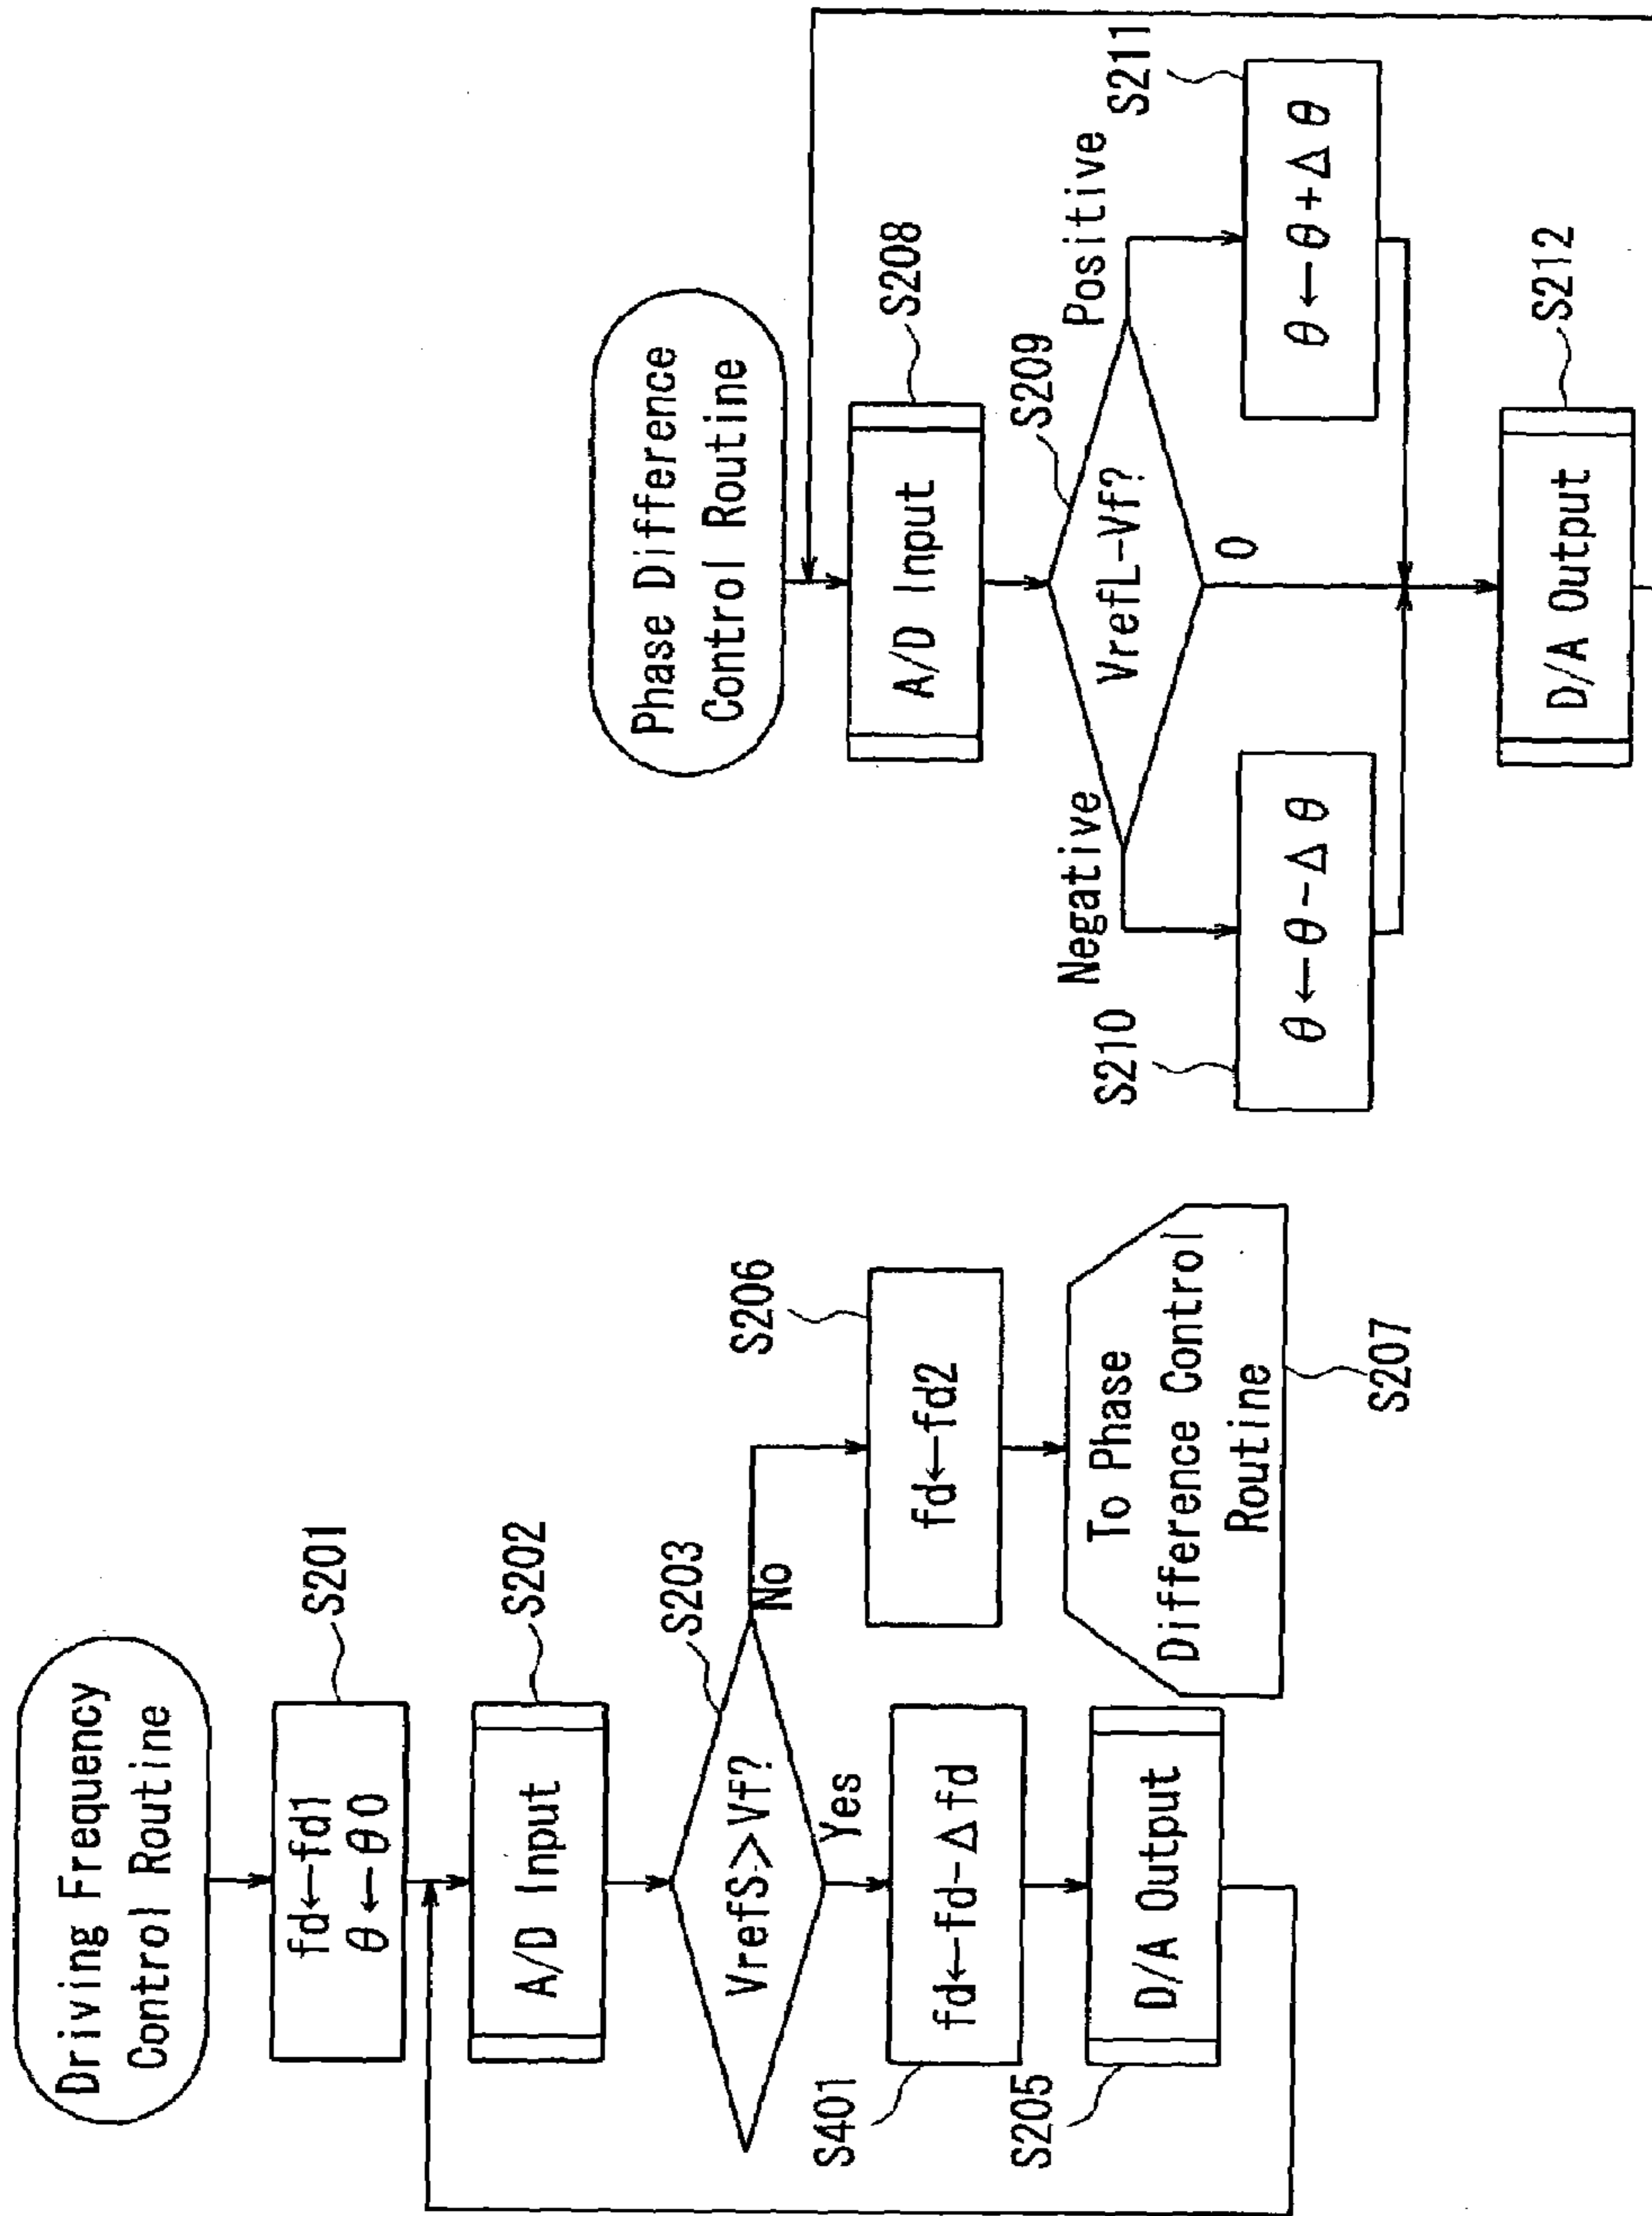 Driving Frequency
Control Routine
S201
fd←fd1
θ←θ0
S202
A/D Input
S203
VrefS>Vf?
No
Yes
S206
fd←fd2
S401
fd←fd-Δfd
To Phase
Difference Control
Routine
S207
S205
D/A Output
Phase Difference
Control Routine
S208
A/D Input
S209
VrefL-Vf?
Negative
Positive
0
S210
θ←θ-Δθ
S211
θ←θ+Δθ
S212
D/A Output